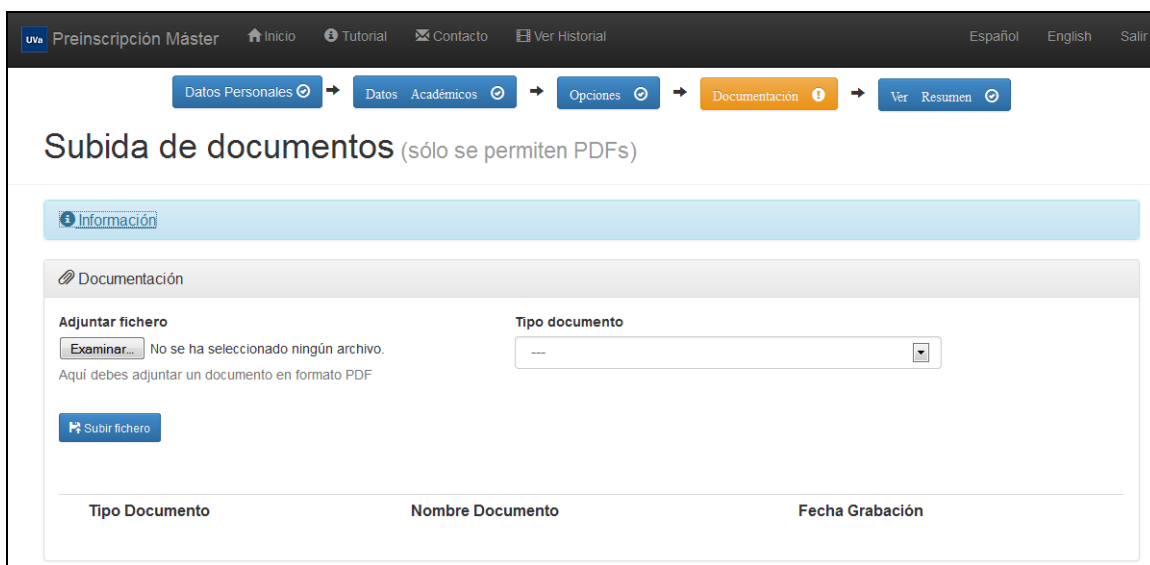 UVa Preinscripción Máster Inicio Tutorial Contacto Ver Historial Español English Salir
Datos Personales Datos Académicos Opciones Documentación Ver Resumen
Subida de documentos (sólo se permiten PDFs)
Información
Documentación
Adjuntar fichero Tipo documento
Examinar... No se ha seleccionado ningún archivo. ---
Aquí debes adjuntar un documento en formato PDF
Subir fichero
Tipo Documento Nombre Documento Fecha Grabación